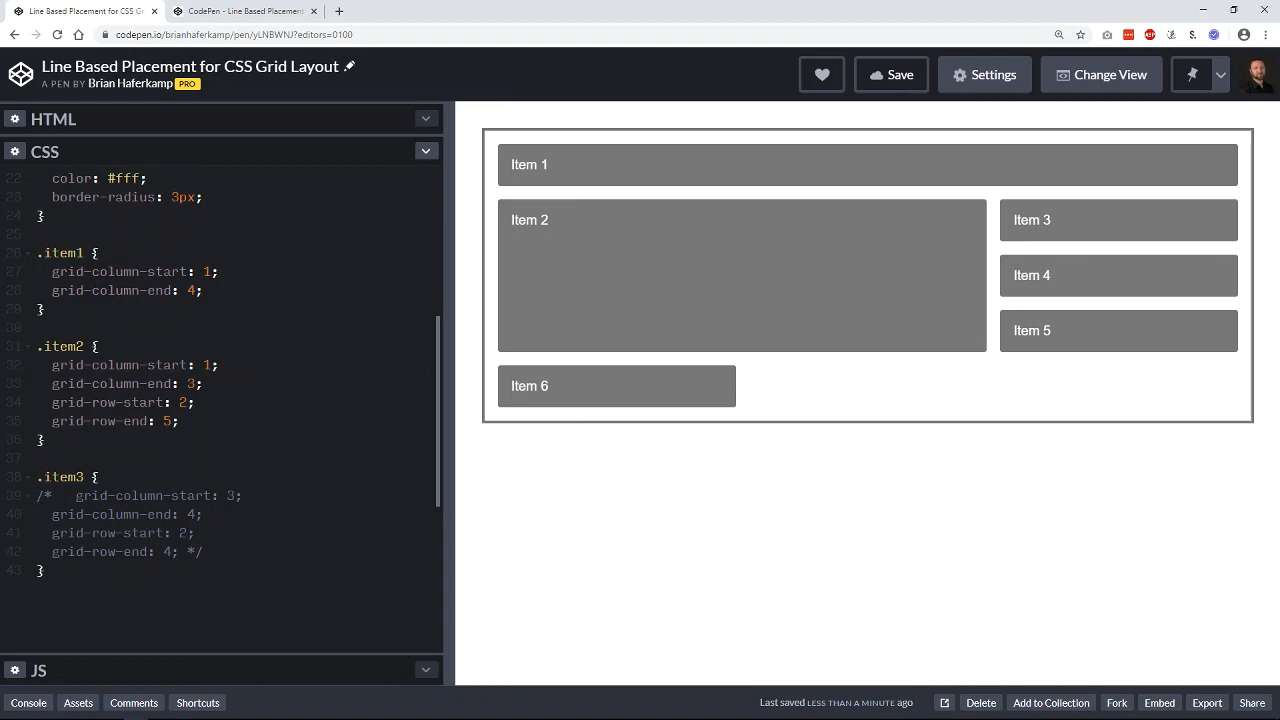 Line Based Placement for CSS Gr
CodePen - Line Based Placement
codepen.io/brianhaferkamp/pen/yLNBWNJ?editors=0100
Line Based Placement for CSS Grid Layout
A PEN BY Brian Haferkamp PRO
Save
Settings
Change View
HTML
CSS
22 color: #fff;
23 border-radius: 3px;
24 }
25
26 .item1 {
27 grid-column-start: 1;
28 grid-column-end: 4;
29 }
30
31 .item2 {
32 grid-column-start: 1;
33 grid-column-end: 3;
34 grid-row-start: 2;
35 grid-row-end: 5;
36 }
37
38 .item3 {
39 /* grid-column-start: 3;
40 grid-column-end: 4;
41 grid-row-start: 2;
42 grid-row-end: 4; */
43 }
JS
Item 1
Item 2
Item 3
Item 4
Item 5
Item 6
Console
Assets
Comments
Shortcuts
Last saved LESS THAN A MINUTE ago
Delete
Add to Collection
Fork
Embed
Export
Share
ABP
S.